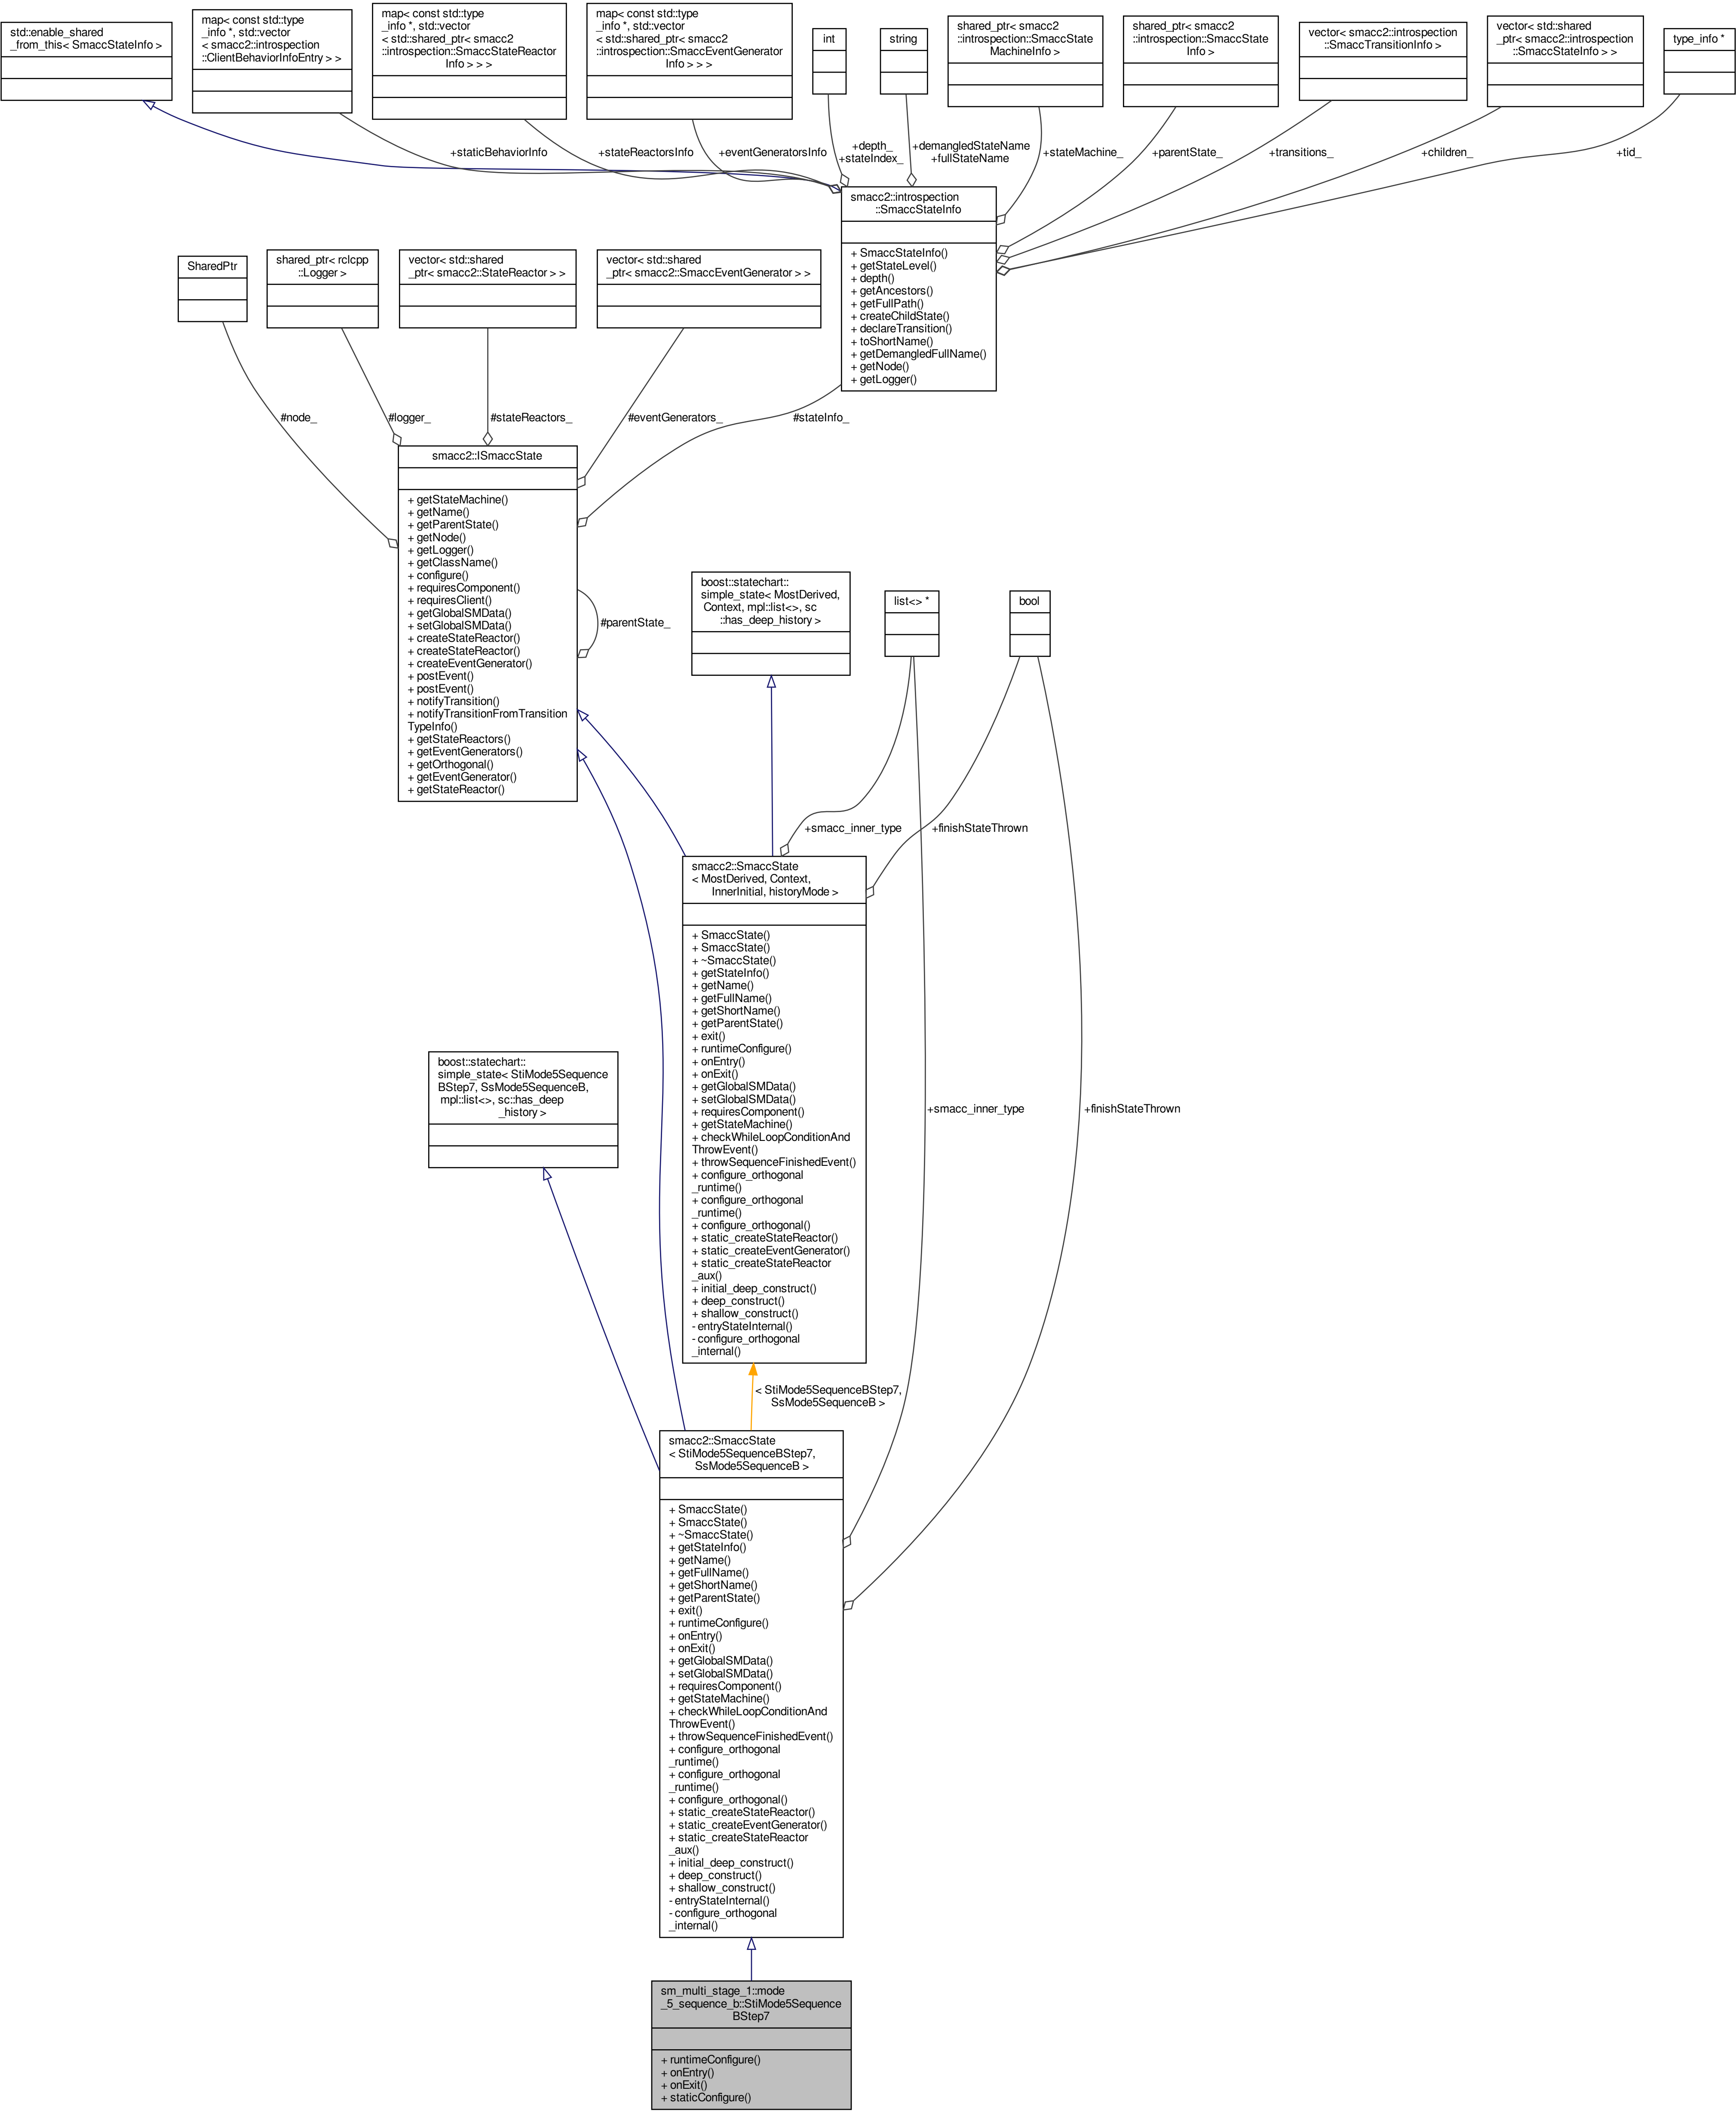 std::enable_shared
_from_this< SmaccStateInfo >
map< const std::type
_info *, std::vector
< smacc2::introspection
::ClientBehaviorInfoEntry > >
map< const std::type
_info *, std::vector
< std::shared_ptr< smacc2
::introspection::SmaccStateReactor
Info > > >
map< const std::type
_info *, std::vector
< std::shared_ptr< smacc2
::introspection::SmaccEventGenerator
Info > > >
int
string
shared_ptr< smacc2
::introspection::SmaccState
MachineInfo >
shared_ptr< smacc2
::introspection::SmaccState
Info >
vector< smacc2::introspection
::SmaccTransitionInfo >
vector< std::shared
_ptr< smacc2::introspection
::SmaccStateInfo > >
type_info *
+staticBehaviorInfo
+stateReactorsInfo
+eventGeneratorsInfo
+depth_
+stateIndex_
+demangledStateName
+fullStateName
+stateMachine_
+parentState_
+transitions_
+children_
+tid_
smacc2::introspection
::SmaccStateInfo
+ SmaccStateInfo()
+ getStateLevel()
+ depth()
+ getAncestors()
+ getFullPath()
+ createChildState()
+ declareTransition()
+ toShortName()
+ getDemangledFullName()
+ getNode()
+ getLogger()
SharedPtr
shared_ptr< rclcpp
::Logger >
vector< std::shared
_ptr< smacc2::StateReactor > >
vector< std::shared
_ptr< smacc2::SmaccEventGenerator > >
#node_
#logger_
#stateReactors_
#eventGenerators_
#stateInfo_
smacc2::ISmaccState
+ getStateMachine()
+ getName()
+ getParentState()
+ getNode()
+ getLogger()
+ getClassName()
+ configure()
+ requiresComponent()
+ requiresClient()
+ getGlobalSMData()
+ setGlobalSMData()
+ createStateReactor()
+ createStateReactor()
+ createEventGenerator()
+ postEvent()
+ postEvent()
+ notifyTransition()
+ notifyTransitionFromTransition
TypeInfo()
+ getStateReactors()
+ getEventGenerators()
+ getOrthogonal()
+ getEventGenerator()
+ getStateReactor()
#parentState_
boost::statechart::
simple_state< MostDerived,
Context, mpl::list<>, sc
::has_deep_history >
list<> *
bool
+smacc_inner_type
+finishStateThrown
smacc2::SmaccState
< MostDerived, Context,
InnerInitial, historyMode >
+ SmaccState()
+ SmaccState()
+ ~SmaccState()
+ getStateInfo()
+ getName()
+ getFullName()
+ getShortName()
+ getParentState()
+ exit()
+ runtimeConfigure()
+ onEntry()
+ onExit()
+ getGlobalSMData()
+ setGlobalSMData()
+ requiresComponent()
+ getStateMachine()
+ checkWhileLoopConditionAnd
ThrowEvent()
+ throwSequenceFinishedEvent()
+ configure_orthogonal
_runtime()
+ configure_orthogonal
_runtime()
+ configure_orthogonal()
+ static_createStateReactor()
+ static_createEventGenerator()
+ static_createStateReactor
_aux()
+ initial_deep_construct()
+ deep_construct()
+ shallow_construct()
- entryStateInternal()
- configure_orthogonal
_internal()
boost::statechart::
simple_state< StiMode5Sequence
BStep7, SsMode5SequenceB,
mpl::list<>, sc::has_deep
_history >
+smacc_inner_type
+finishStateThrown
< StiMode5SequenceBStep7,
SsMode5SequenceB >
smacc2::SmaccState
< StiMode5SequenceBStep7,
SsMode5SequenceB >
+ SmaccState()
+ SmaccState()
+ ~SmaccState()
+ getStateInfo()
+ getName()
+ getFullName()
+ getShortName()
+ getParentState()
+ exit()
+ runtimeConfigure()
+ onEntry()
+ onExit()
+ getGlobalSMData()
+ setGlobalSMData()
+ requiresComponent()
+ getStateMachine()
+ checkWhileLoopConditionAnd
ThrowEvent()
+ throwSequenceFinishedEvent()
+ configure_orthogonal
_runtime()
+ configure_orthogonal
_runtime()
+ configure_orthogonal()
+ static_createStateReactor()
+ static_createEventGenerator()
+ static_createStateReactor
_aux()
+ initial_deep_construct()
+ deep_construct()
+ shallow_construct()
- entryStateInternal()
- configure_orthogonal
_internal()
sm_multi_stage_1::mode
_5_sequence_b::StiMode5Sequence
BStep7
+ runtimeConfigure()
+ onEntry()
+ onExit()
+ staticConfigure()